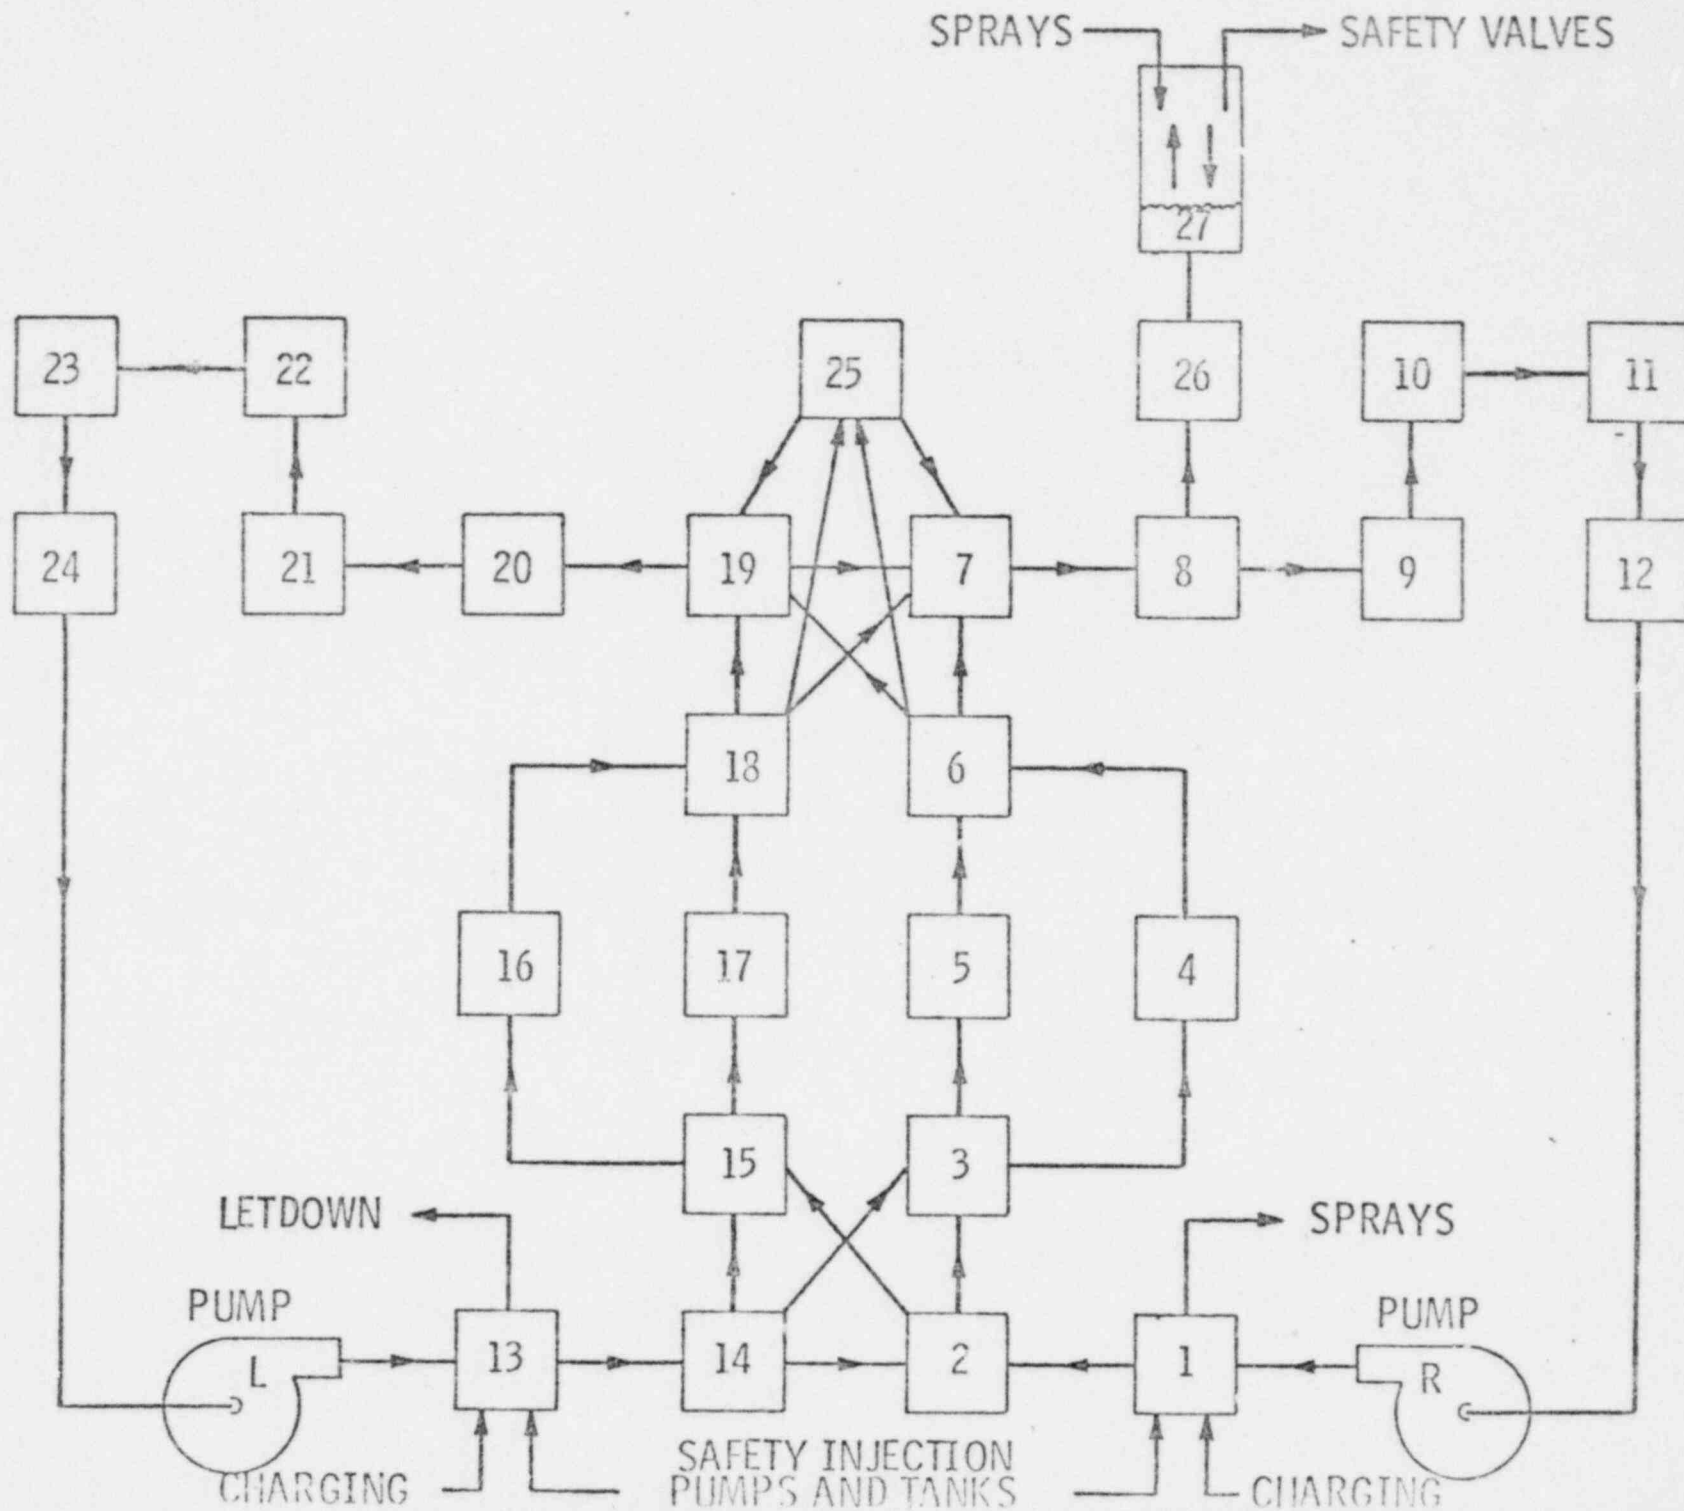 SPRAYS SAFETY VALVES
27
23 22 25 26 10 11
24 21 20 19 7 8 9 12
18 6
16 17 5 4
15 3
LETDOWN SPRAYS
PUMP PUMP
L 13 14 2 1 R
SAFETY INJECTION
CHARGING PUMPS AND TANKS CHARGING